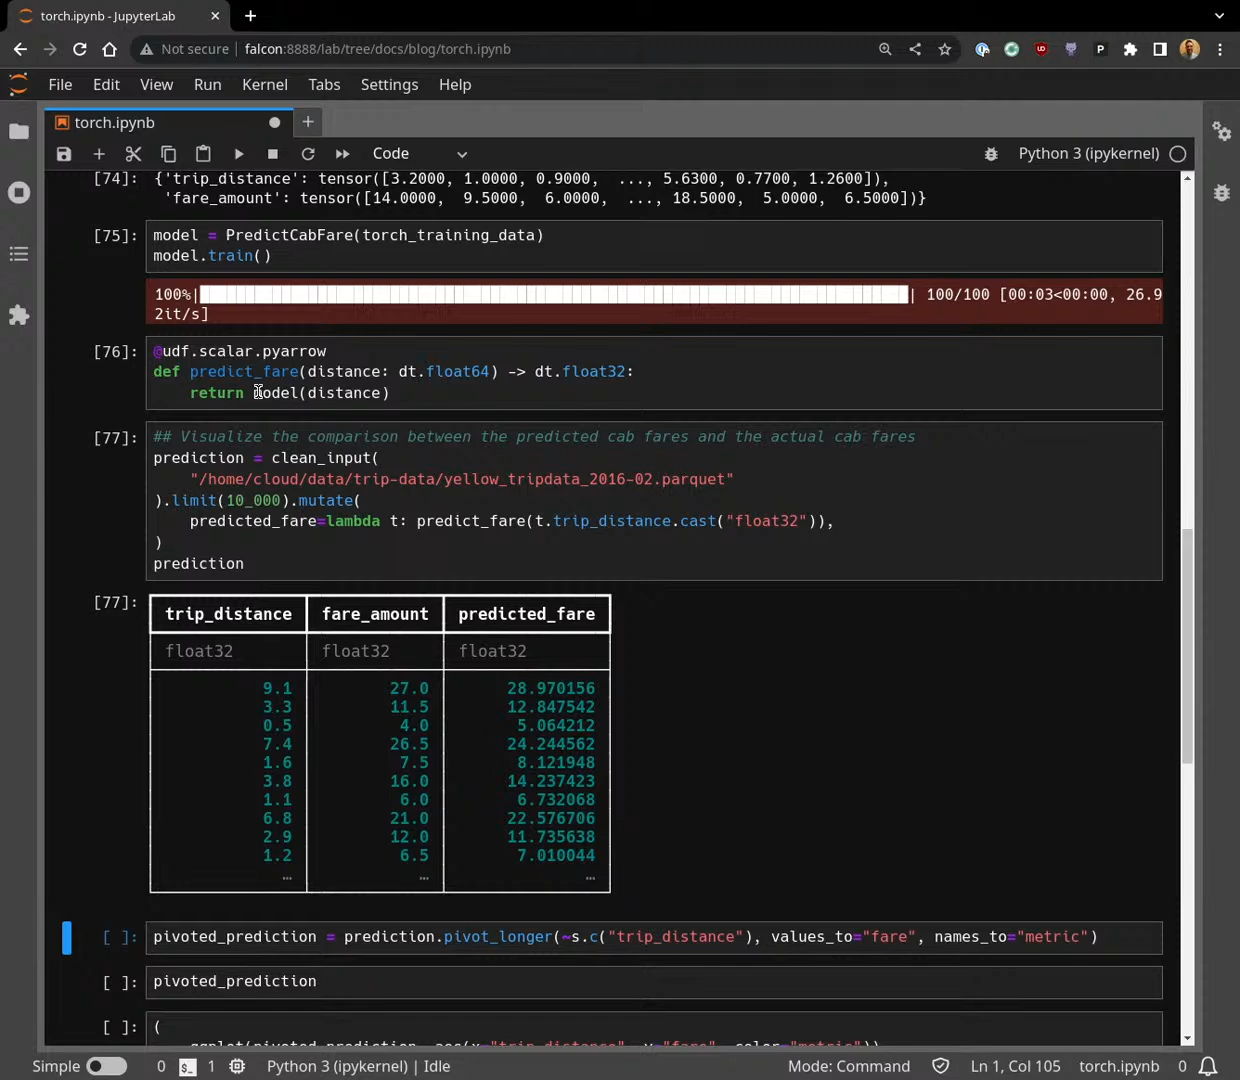 torch.ipynb - JupyterLab
Not secure | falcon:8888/lab/tree/docs/blog/torch.ipynb
File Edit View Run Kernel Tabs Settings Help
torch.ipynb
Code Python 3 (ipykernel)
[74]: {'trip_distance': tensor([3.2000, 1.0000, 0.9000,  ..., 5.6300, 0.7700, 1.2600]),
'fare_amount': tensor([14.0000,  9.5000,  6.0000,  ..., 18.5000,  5.0000,  6.5000])}
[75]: model = PredictCabFare(torch_training_data)
model.train()
100%| | 100/100 [00:03<00:00, 26.9
2it/s]
[76]: @udf.scalar.pyarrow
def predict_fare(distance: dt.float64) -> dt.float32:
return model(distance)
[77]: ## Visualize the comparison between the predicted cab fares and the actual cab fares
prediction = clean_input(
"/home/cloud/data/trip-data/yellow_tripdata_2016-02.parquet"
).limit(10_000).mutate(
predicted_fare=lambda t: predict_fare(t.trip_distance.cast("float32")),
)
prediction
[77]: trip_distance fare_amount predicted_fare
float32 float32 float32
9.1 27.0 28.970156
3.3 11.5 12.847542
0.5 4.0 5.064212
7.4 26.5 24.244562
1.6 7.5 8.121948
3.8 16.0 14.237423
1.1 6.0 6.732068
6.8 21.0 22.576706
2.9 12.0 11.735638
1.2 6.5 7.010044
… … …
[ ]: pivoted_prediction = prediction.pivot_longer(~s.c("trip_distance"), values_to="fare", names_to="metric")
[ ]: pivoted_prediction
[ ]: (
ggplot(pivoted_prediction, aes(x="trip_distance", y="fare", color="metric"))
Simple 0 $_ 1 Python 3 (ipykernel) | Idle Mode: Command Ln 1, Col 105 torch.ipynb 0